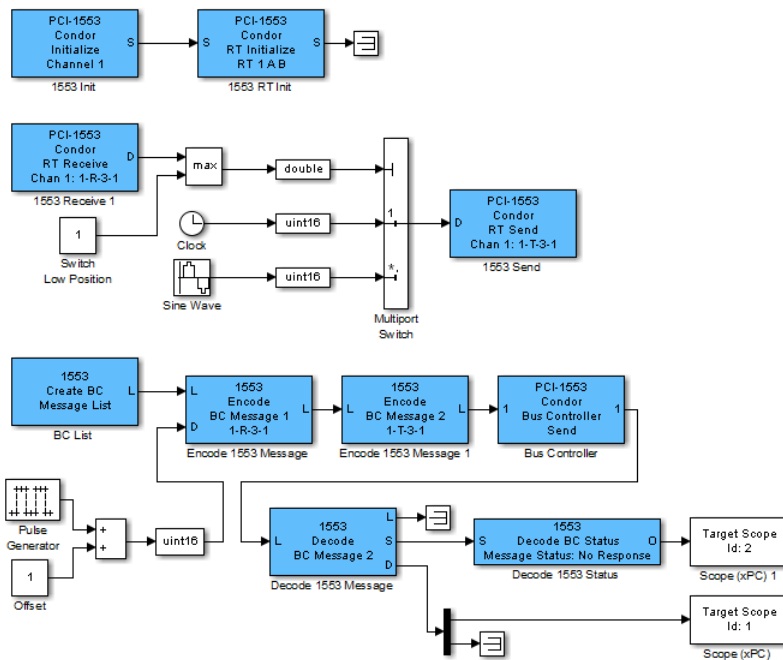 PCI-1553
Condor
Initialize
Channel 1
S
1553 Init
S
PCI-1553
Condor
RT Initialize
RT 1 A B
S
1553 RT Init
PCI-1553
Condor
RT Receive
Chan 1: 1-R-3-1
D
1553 Receive 1
max
double
1
Switch
Low Position
Clock
uint16
Sine Wave
uint16
1
*,
Multiport
Switch
D
PCI-1553
Condor
RT Send
Chan 1: 1-T-3-1
1553 Send
1553
Create BC
Message List
L
BC List
L
D
1553
Encode
BC Message 1
1-R-3-1
L
Encode 1553 Message
L
1553
Encode
BC Message 2
1-T-3-1
L
Encode 1553 Message 1
1
PCI-1553
Condor
Bus Controller
Send
1
Bus Controller
Pulse
Generator
+
+
uint16
1
Offset
L
1553
Decode
BC Message 2
L
S
D
Decode 1553 Message
S
1553
Decode BC Status
Message Status: No Response
O
Decode 1553 Status
Target Scope
Id: 2
Scope (xPC) 1
Target Scope
Id: 1
Scope (xPC)